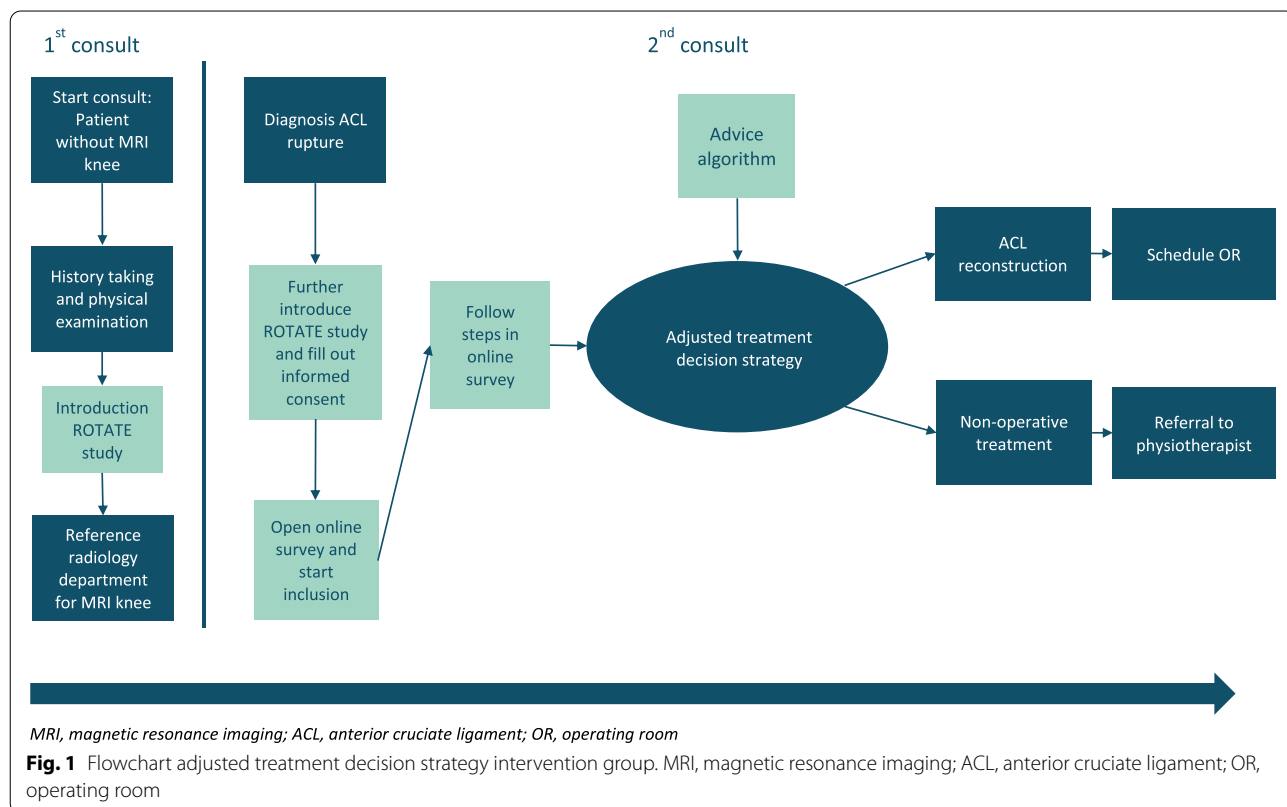 1st consult
Start consult:
Patient
without MRI
knee
History taking
and physical
examination
Introduction
ROTATE
study
Reference
radiology
department
for MRI knee
2nd consult
Diagnosis ACL
rupture
Further
introduce
ROTATE study
and fill out
informed
consent
Open online
survey and
start
inclusion
Follow
steps in
online
survey
Advice
algorithm
Adjusted treatment
decision strategy
ACL
reconstruction
Schedule OR
Non-operative
treatment
Referral to
physiotherapist
MRI, magnetic resonance imaging; ACL, anterior cruciate ligament; OR, operating room
Fig. 1 Flowchart adjusted treatment decision strategy intervention group. MRI, magnetic resonance imaging; ACL, anterior cruciate ligament; OR,
operating room